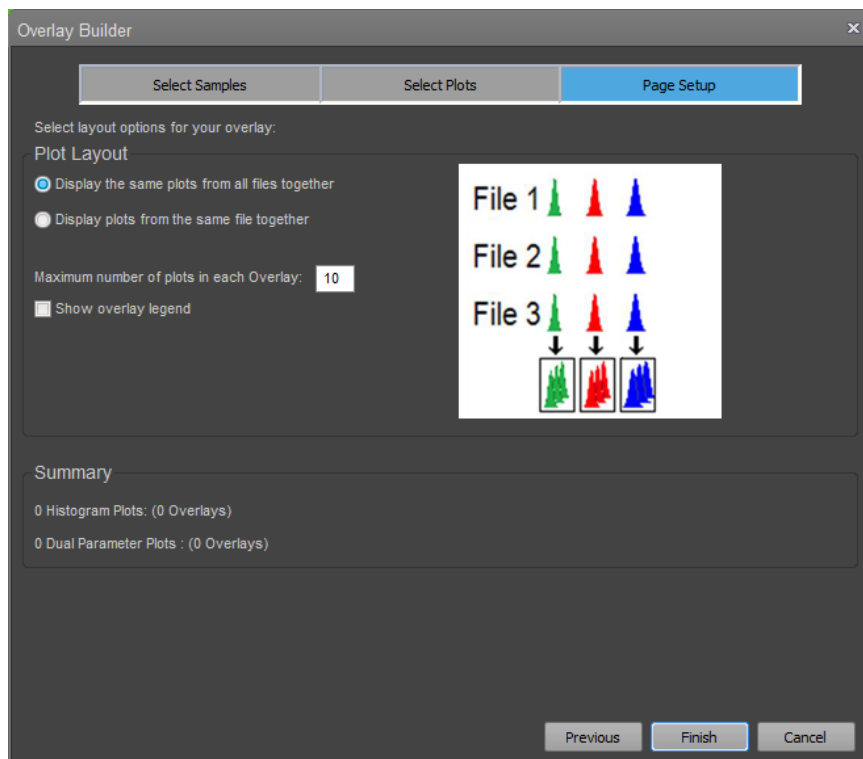 Overlay Builder
Select Samples
Select Plots
Page Setup
Select layout options for your overlay:
Plot Layout
Display the same plots from all files together
Display plots from the same file together
Maximum number of plots in each Overlay: 10
Show overlay legend
File 1
File 2
File 3
Summary
0 Histogram Plots: (0 Overlays)
0 Dual Parameter Plots : (0 Overlays)
Previous
Finish
Cancel